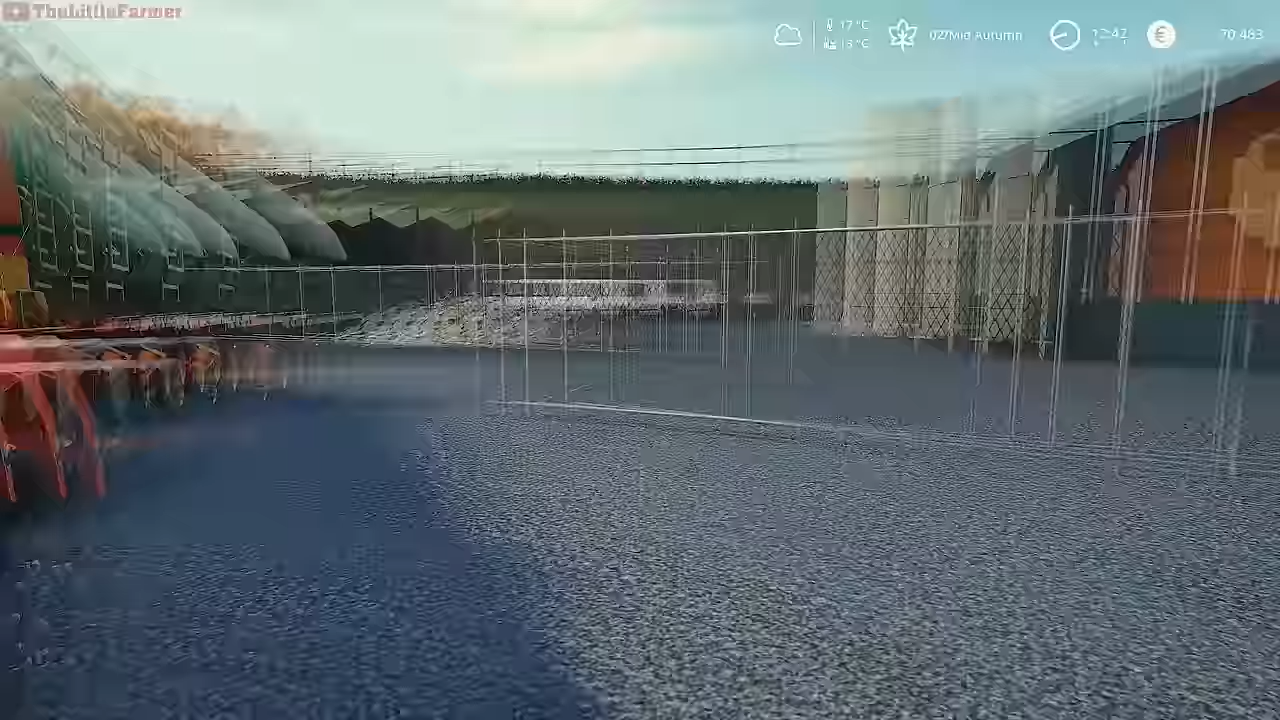 TheLittleFarmer
17°C
13°C
02/Mid Autumn
12:42
€
70 483